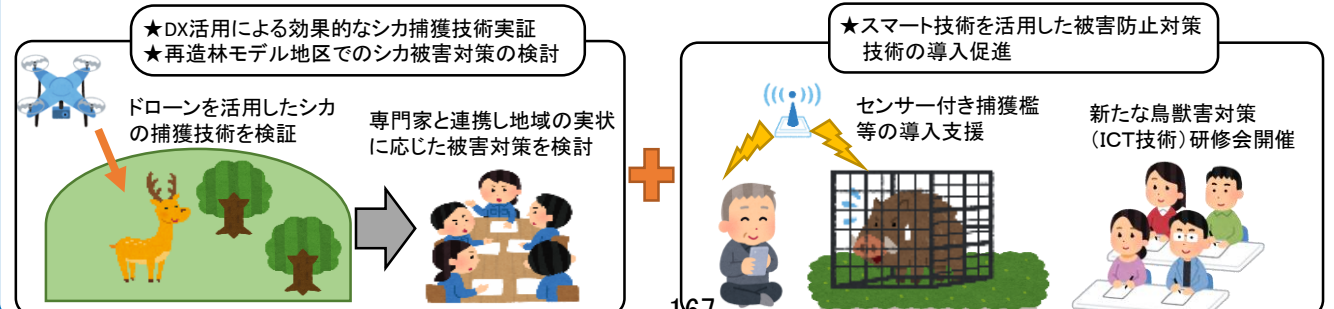 ★DX活用による効果的なシカ捕獲技術実証
★再造林モデル地区でのシカ被害対策の検討
ドローンを活用したシカ
の捕獲技術を検証
専門家と連携し地域の実状
に応じた被害対策を検討
★スマート技術を活用した被害防止対策
技術の導入促進
センサー付き捕獲檻
等の導入支援
新たな鳥獣害対策
(ICT技術)研修会開催
167